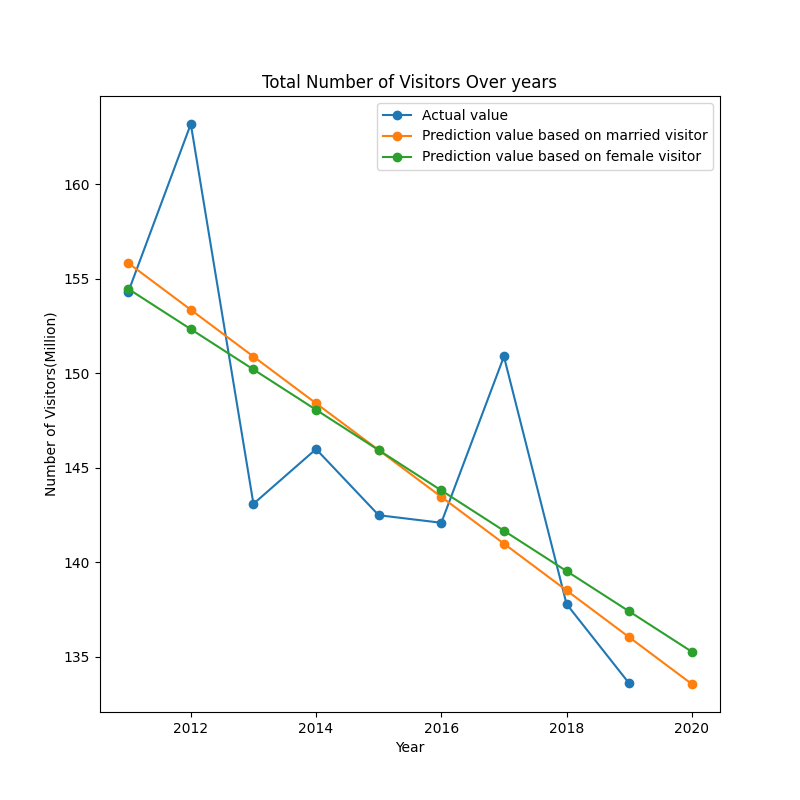 Total Number of Visitors Over years
Actual value
Prediction value based on married visitor
Prediction value based on female visitor
Number of Visitors(Million)
160
155
150
145
140
135
2012 2014 2016 2018 2020
Year